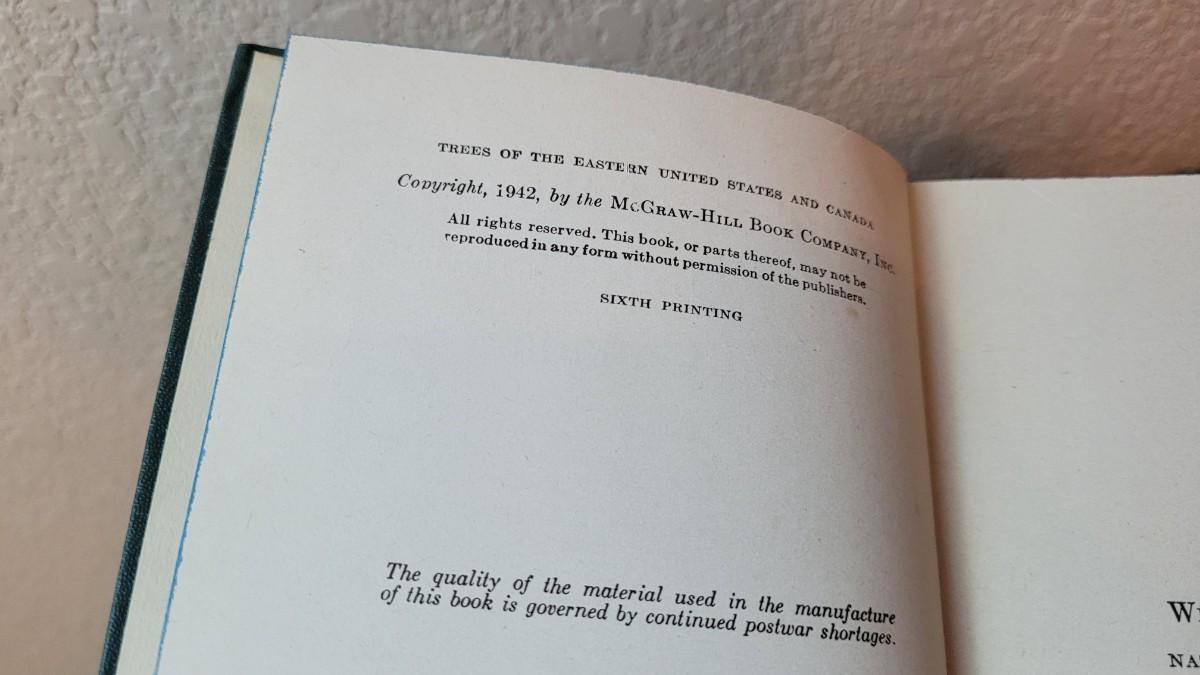 TREES OF THE EASTERN UNITED STATES AND CANADA
Copyright, 1942, by the McGRAW-HILL BOOK COMPANY, INC.
All rights reserved. This book, or parts thereof, may not be
reproduced in any form without permission of the publishers.
SIXTH PRINTING
The quality of the material used in the manufacture
of this book is governed by continued postwar shortages.